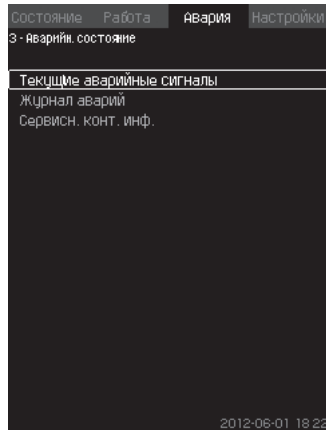 Состояние Работа Авария Настройки
3 - Аварийн. состояние
Текущие аварийные сигналы
Журнал аварий
Сервисн. конт. инф.
2012-06-01 18:22